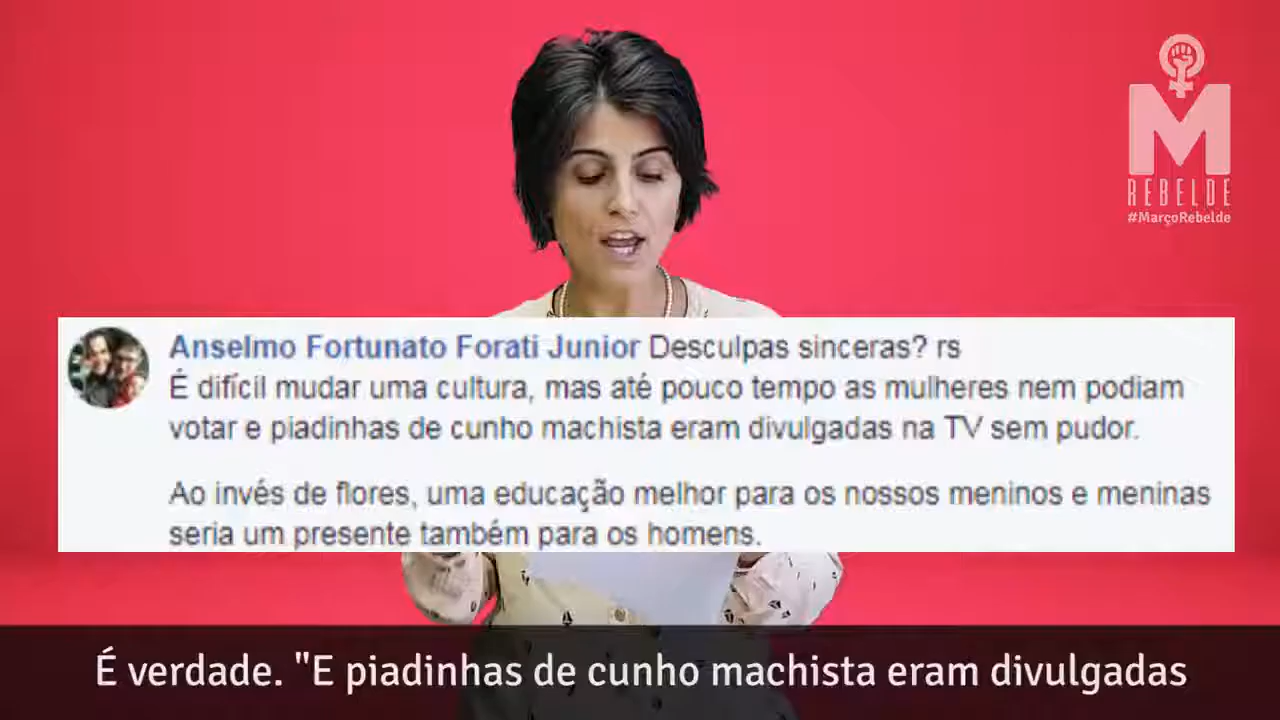 M
REBELDE
#MarçoRebelde
Anselmo Fortunato Forati Junior Desculpas sinceras? rs
É difícil mudar uma cultura, mas até pouco tempo as mulheres nem podiam
votar e piadinhas de cunho machista eram divulgadas na TV sem pudor.
Ao invés de flores, uma educação melhor para os nossos meninos e meninas
seria um presente também para os homens.
É verdade. "E piadinhas de cunho machista eram divulgadas